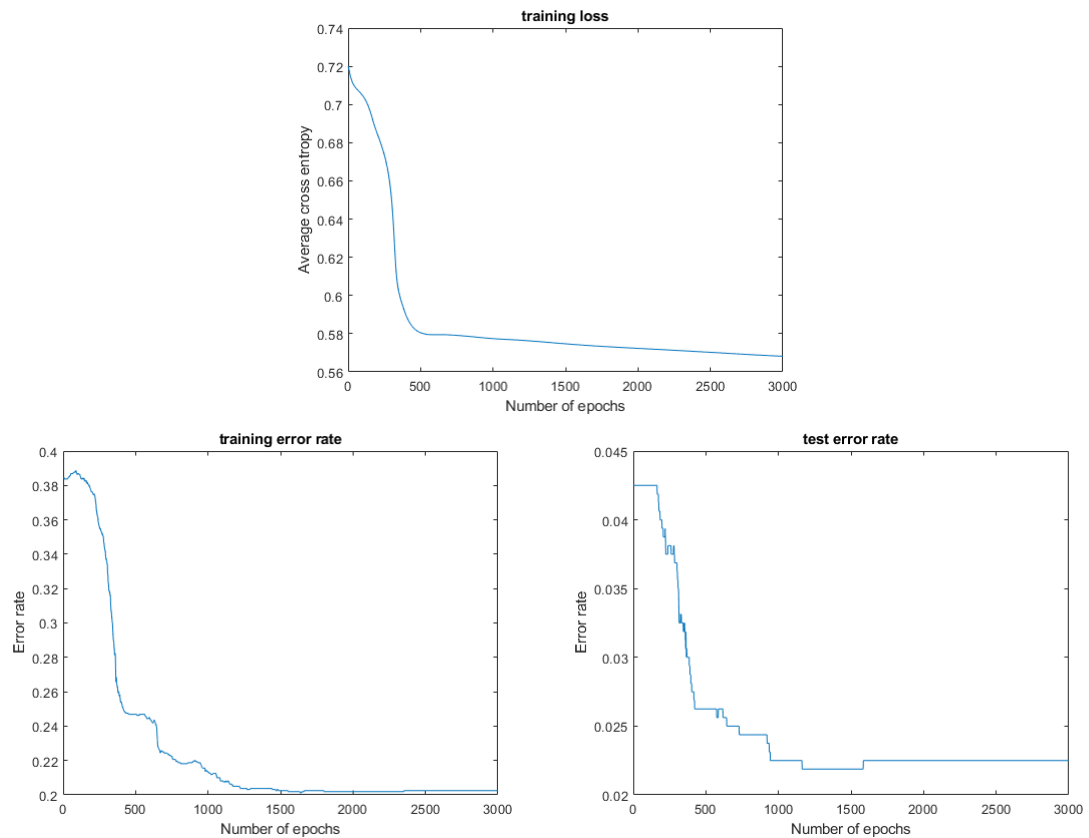 training loss
Average cross entropy
0.74
0.72
0.7
0.68
0.66
0.64
0.62
0.6
0.58
0.56
0 500 1000 1500 2000 2500 3000
Number of epochs
training error rate
Error rate
0.4
0.38
0.36
0.34
0.32
0.3
0.28
0.26
0.24
0.22
0.2
0 500 1000 1500 2000 2500 3000
Number of epochs
test error rate
Error rate
0.045
0.04
0.035
0.03
0.025
0.02
0 500 1000 1500 2000 2500 3000
Number of epochs